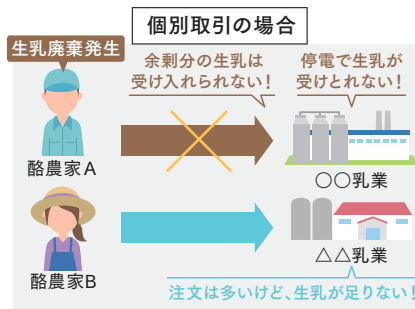 個別取引の場合
生乳廃棄発生
余剰分の生乳は
受け入れられない！
停電で生乳が
受けとれない！
酪農家A
○○乳業
酪農家B
△△乳業
注文は多いけど、生乳が足りない！